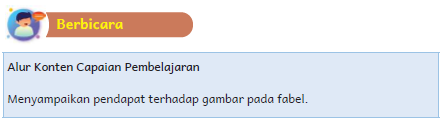 Berbicara
Alur Konten Capaian Pembelajaran
Menyampaikan pendapat terhadap gambar pada fabel.